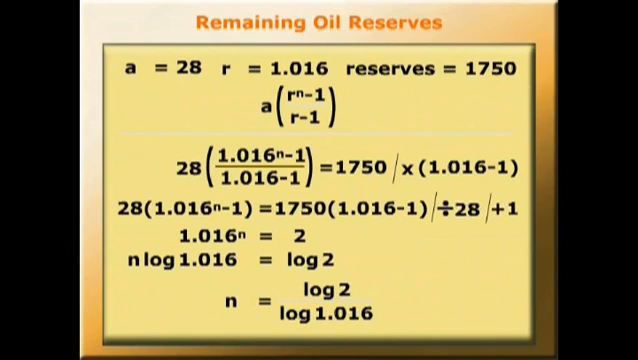 Remaining Oil Reserves
a = 28 r = 1.016 reserves = 1750
a(rⁿ-1/r-1)
28(1.016ⁿ-1/1.016-1)=1750/x(1.016-1)
28(1.016ⁿ-1)=1750(1.016-1)/÷28/+1
1.016ⁿ = 2
n log 1.016 = log 2
n = log 2/log 1.016